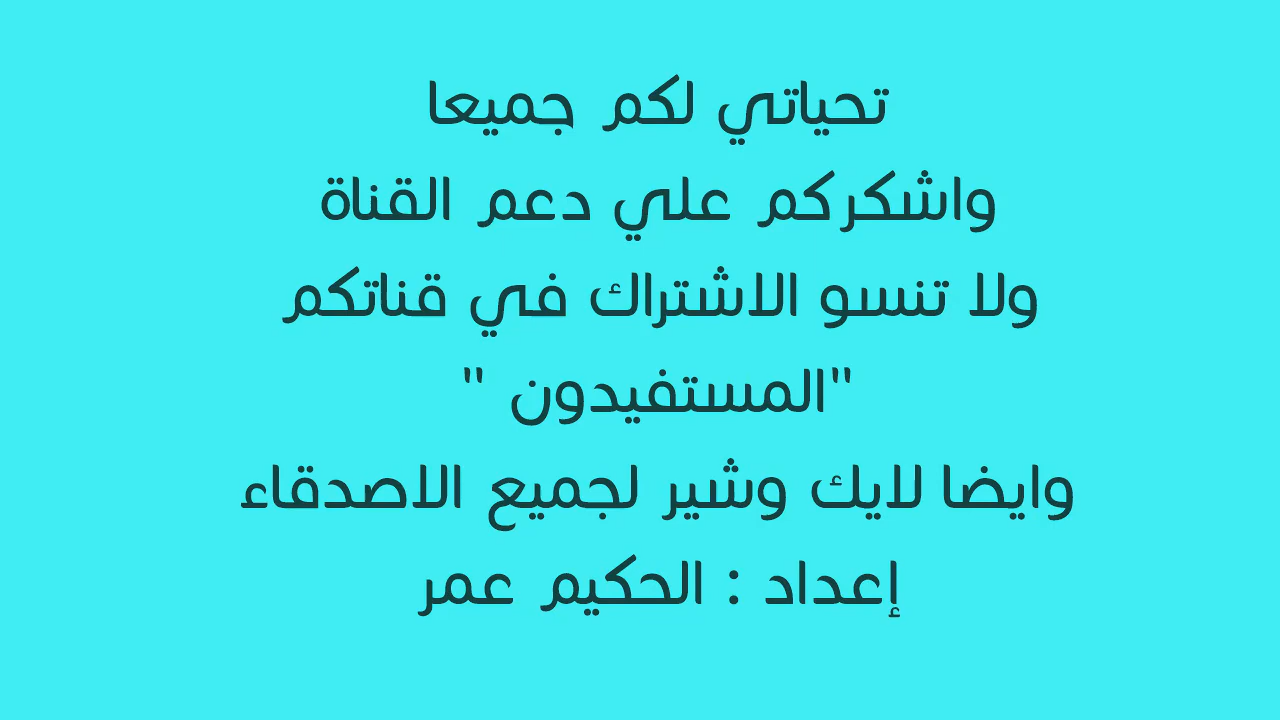 تحياتي لكم جميعا
واشكركم علي دعم القناة
ولا تنسو الاشتراك في قناتكم
"المستفيدون "
وايضا لايك وشير لجميع الاصدقاء
إعداد : الحكيم عمر